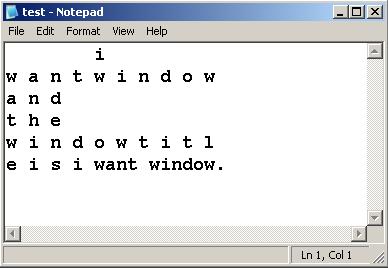 test - Notepad
File Edit Format View Help
i
w a n t w i n d o w
a n d
t h e
w i n d o w t i t l
e i s i want window.
Ln 1, Col 1